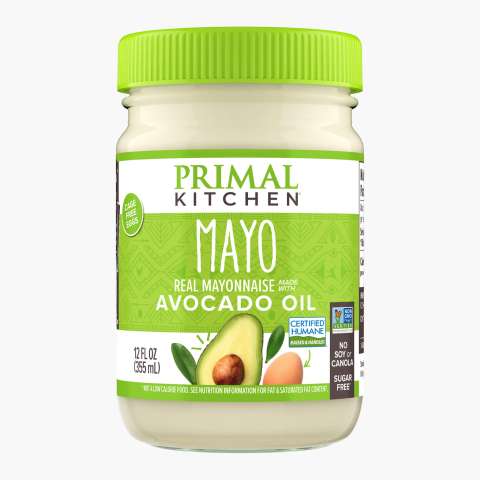 PRIMAL
KITCHEN®
CAGE
FREE
EGGS
MAYO
REAL MAYONNAISE MADE WITH
AVOCADO OIL
CERTIFIED
HUMANE
RAISED & HANDLED
12 FL OZ
(355 mL)
NON
GMO
NO
SOY OR
CANOLA
SUGAR
FREE*
*NOT A LOW CALORIE FOOD. SEE NUTRITION INFORMATION FOR FAT & SATURATED FAT CONTENT.